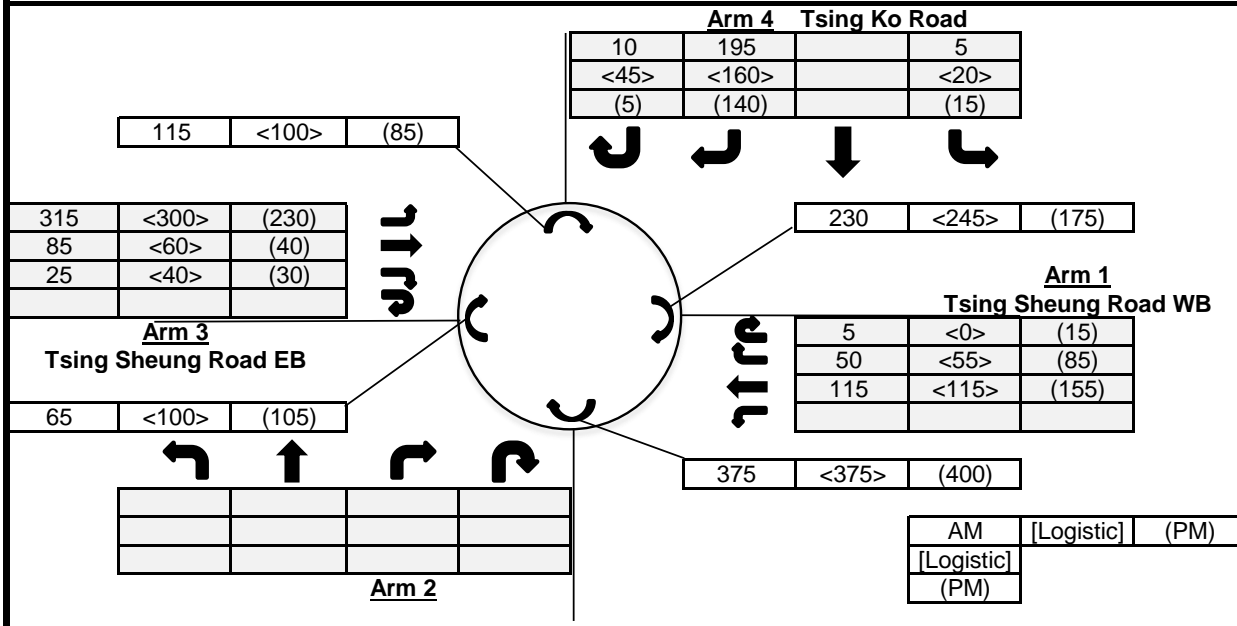 Arm 4 Tsing Ko Road
10 195 5
<45> <160> <20>
(5) (140) (15)
115 <100> (85)
315 <300> (230)
85 <60> (40)
25 <40> (30)
230 <245> (175)
Arm 1
Tsing Sheung Road WB
5 <0> (15)
50 <55> (85)
115 <115> (155)
Arm 3
Tsing Sheung Road EB
65 <100> (105)
375 <375> (400)
Arm 2
AM [Logistic] (PM)
[Logistic]
(PM)